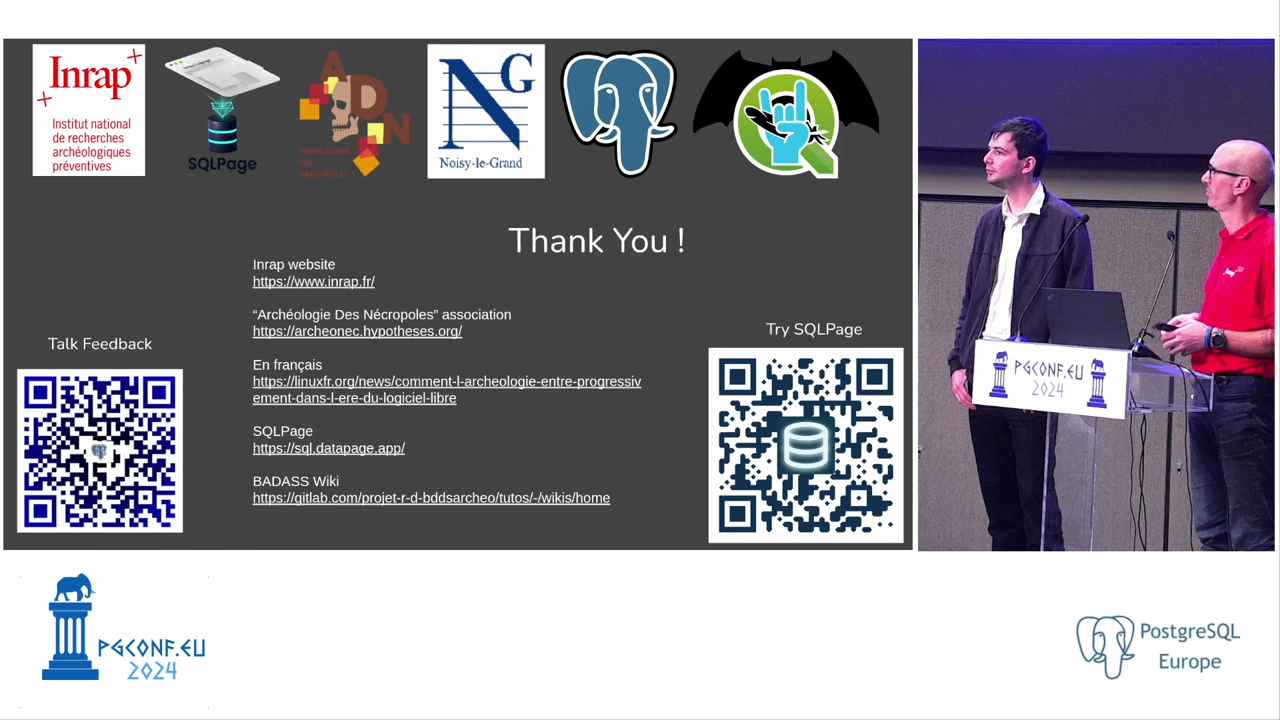 Inrap
Institut national
de recherches
archéologiques
préventives
SQLPage
A
D
N
N
G
Noisy-le-Grand
Thank You !
Inrap website
https://www.inrap.fr/
“Archéologie Des Nécropoles” association
https://archeonec.hypotheses.org/
En français
https://linuxfr.org/news/comment-l-archeologie-entre-progressiv
ement-dans-l-ere-du-logiciel-libre
SQLPage
https://sql.datapage.app/
BADASS Wiki
https://gitlab.com/projet-r-d-bddsarcheo/tutos/-/wikis/home
Talk Feedback
Try SQLPage
PGCONF.EU
2024
PGCONF.EU
2024
PostgreSQL
Europe